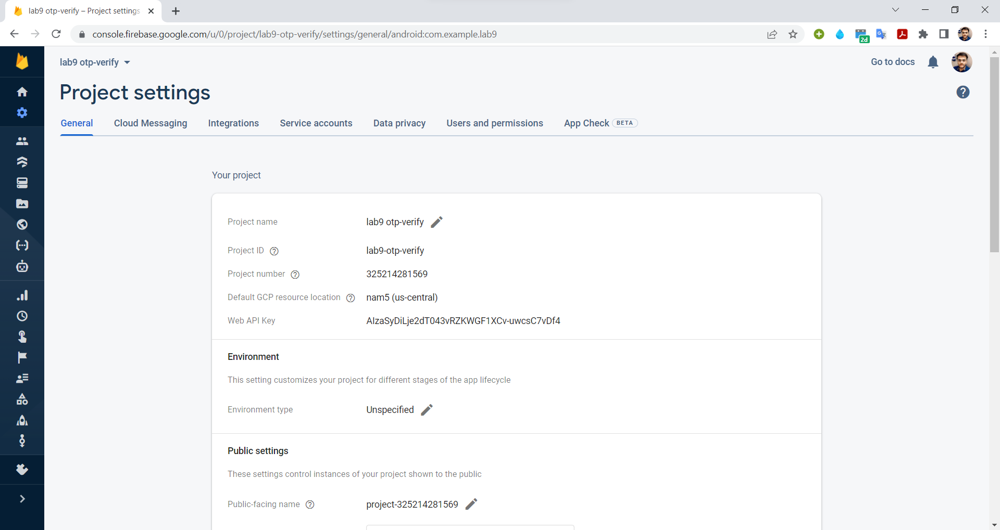 lab9 otp-verify – Project settings
console.firebase.google.com/u/0/project/lab9-otp-verify/settings/general/android:com.example.lab9
2d
lab9 otp-verify
Go to docs
Project settings
General Cloud Messaging Integrations Service accounts Data privacy Users and permissions App Check BETA
Your project
Project name lab9 otp-verify
Project ID lab9-otp-verify
Project number 325214281569
Default GCP resource location nam5 (us-central)
Web API Key AIzaSyDiLje2dT043vRZKWGF1XCv-uwcsC7vDf4
Environment
This setting customizes your project for different stages of the app lifecycle
Environment type Unspecified
Public settings
These settings control instances of your project shown to the public
Public-facing name project-325214281569